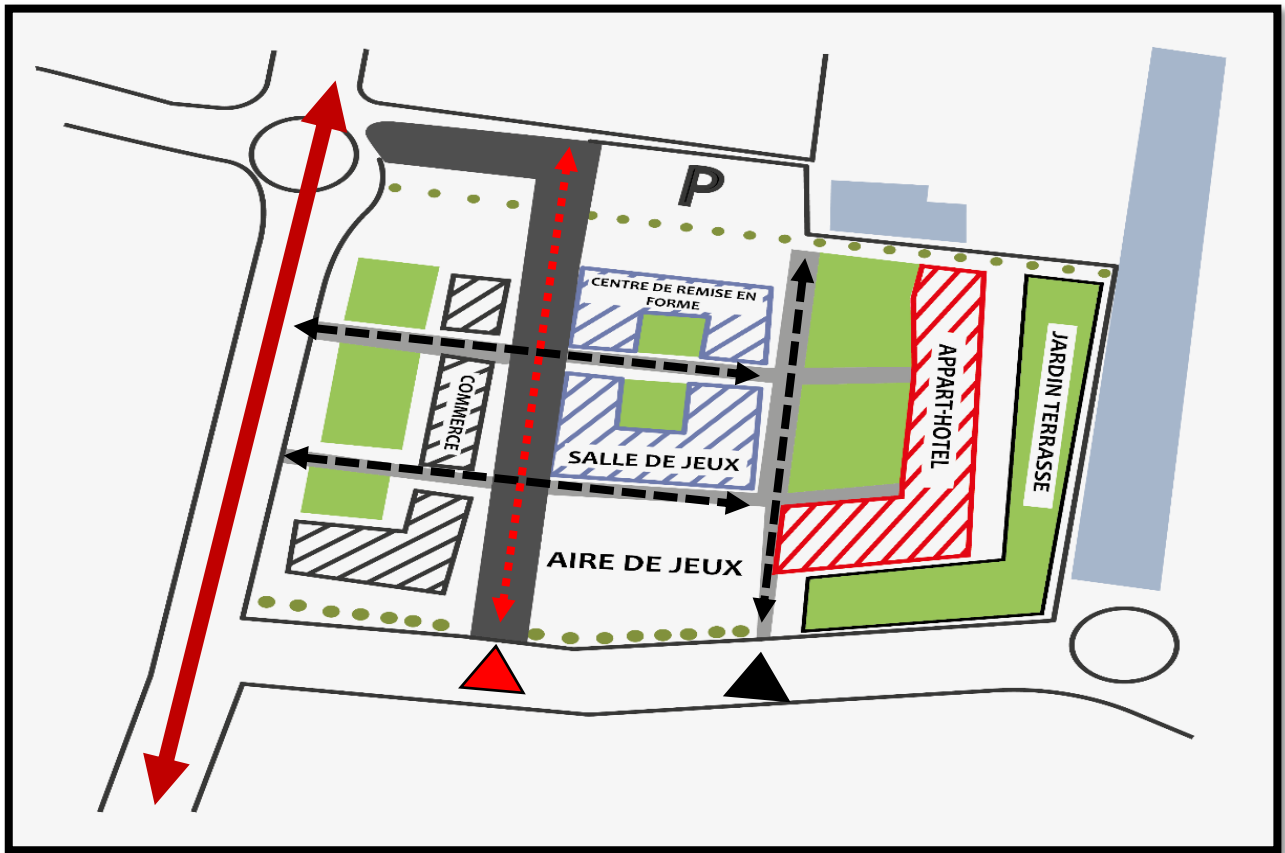 P
CENTRE DE REMISE EN
FORME
COMMERCE
SALLE DE JEUX
AIRE DE JEUX
APPART-HOTEL
JARDIN TERRASSE